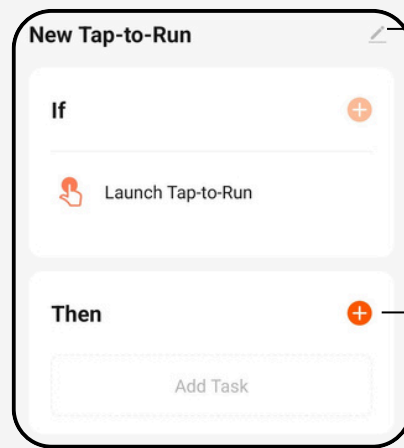 New Tap-to-Run
If
Launch Tap-to-Run
Then
Add Task